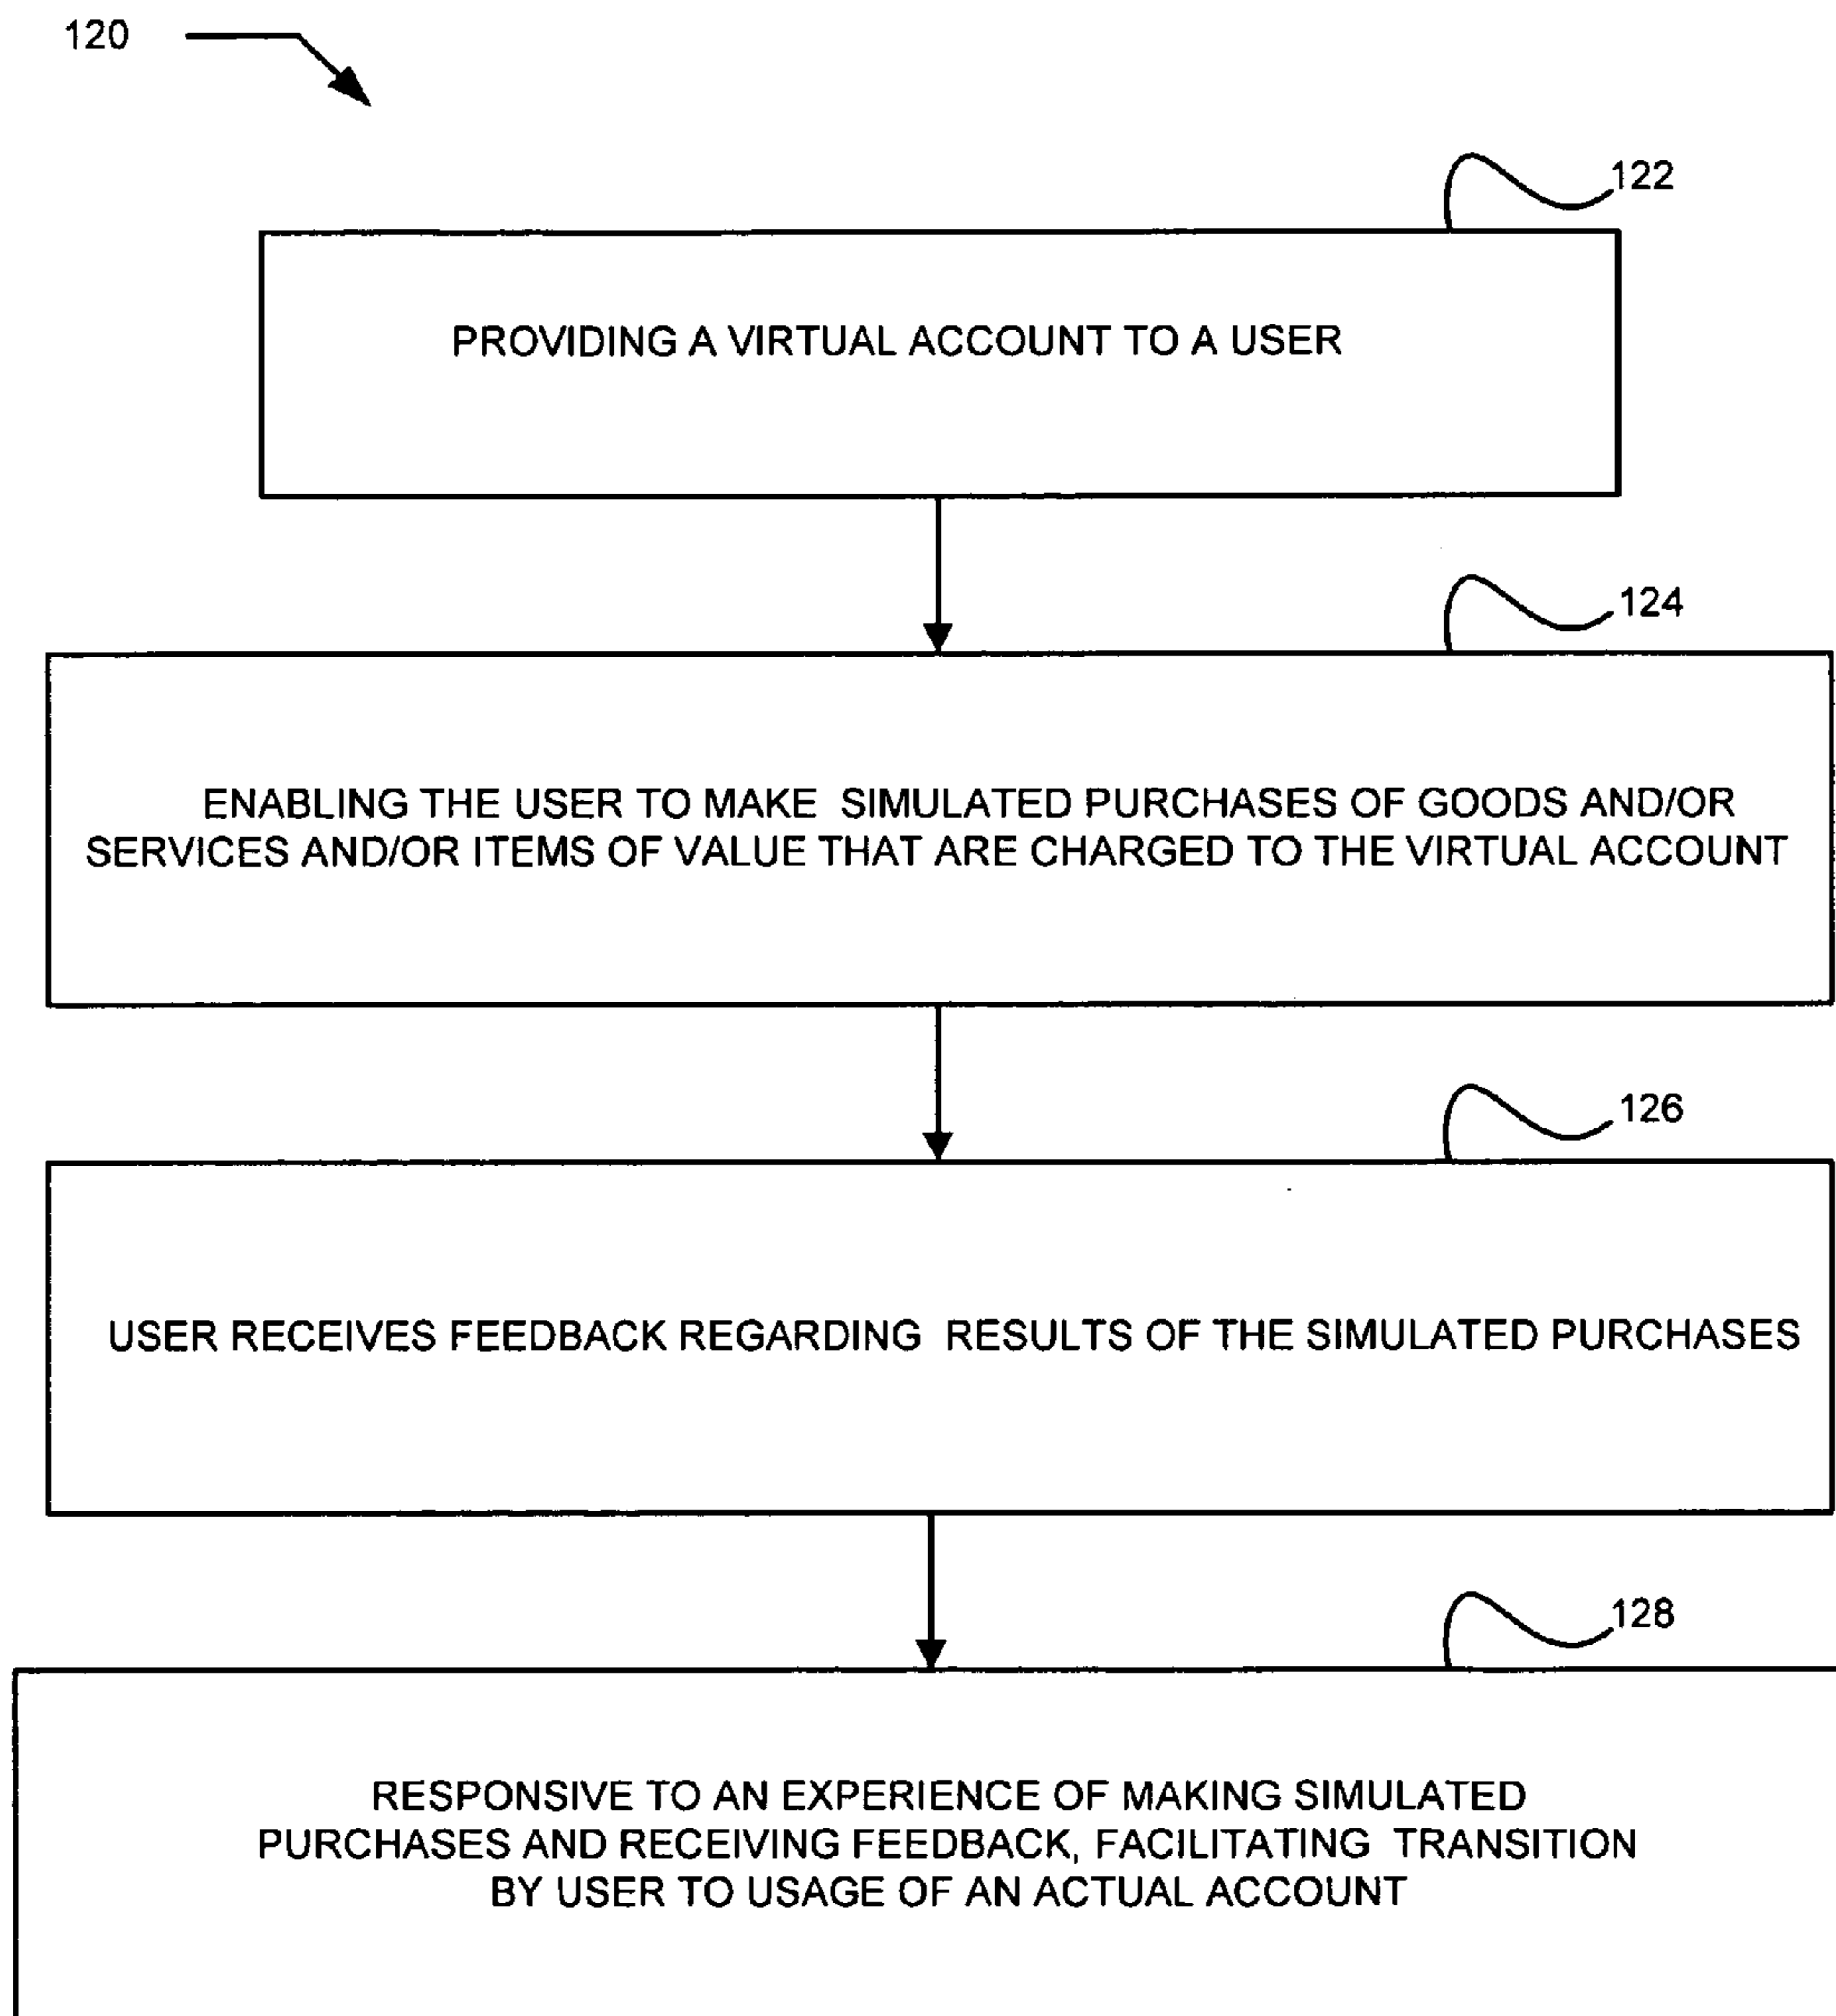 120
122
PROVIDING A VIRTUAL ACCOUNT TO A USER
124
ENABLING THE USER TO MAKE SIMULATED PURCHASES OF GOODS AND/OR
SERVICES AND/OR ITEMS OF VALUE THAT ARE CHARGED TO THE VIRTUAL ACCOUNT
126
USER RECEIVES FEEDBACK REGARDING RESULTS OF THE SIMULATED PURCHASES
128
RESPONSIVE TO AN EXPERIENCE OF MAKING SIMULATED
PURCHASES AND RECEIVING FEEDBACK, FACILITATING TRANSITION
BY USER TO USAGE OF AN ACTUAL ACCOUNT